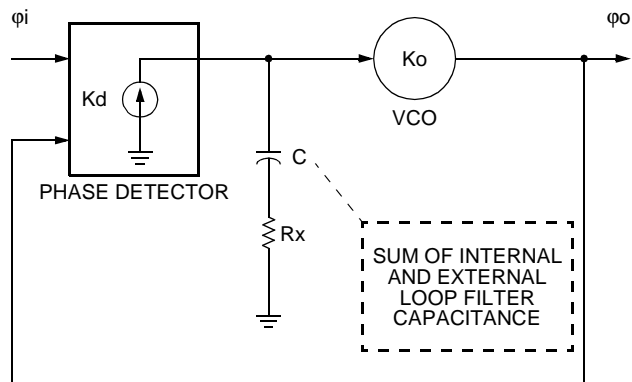 φi
φo
Kd
Ko
VCO
PHASE DETECTOR
C
Rx
SUM OF INTERNAL
AND EXTERNAL
LOOP FILTER
CAPACITANCE